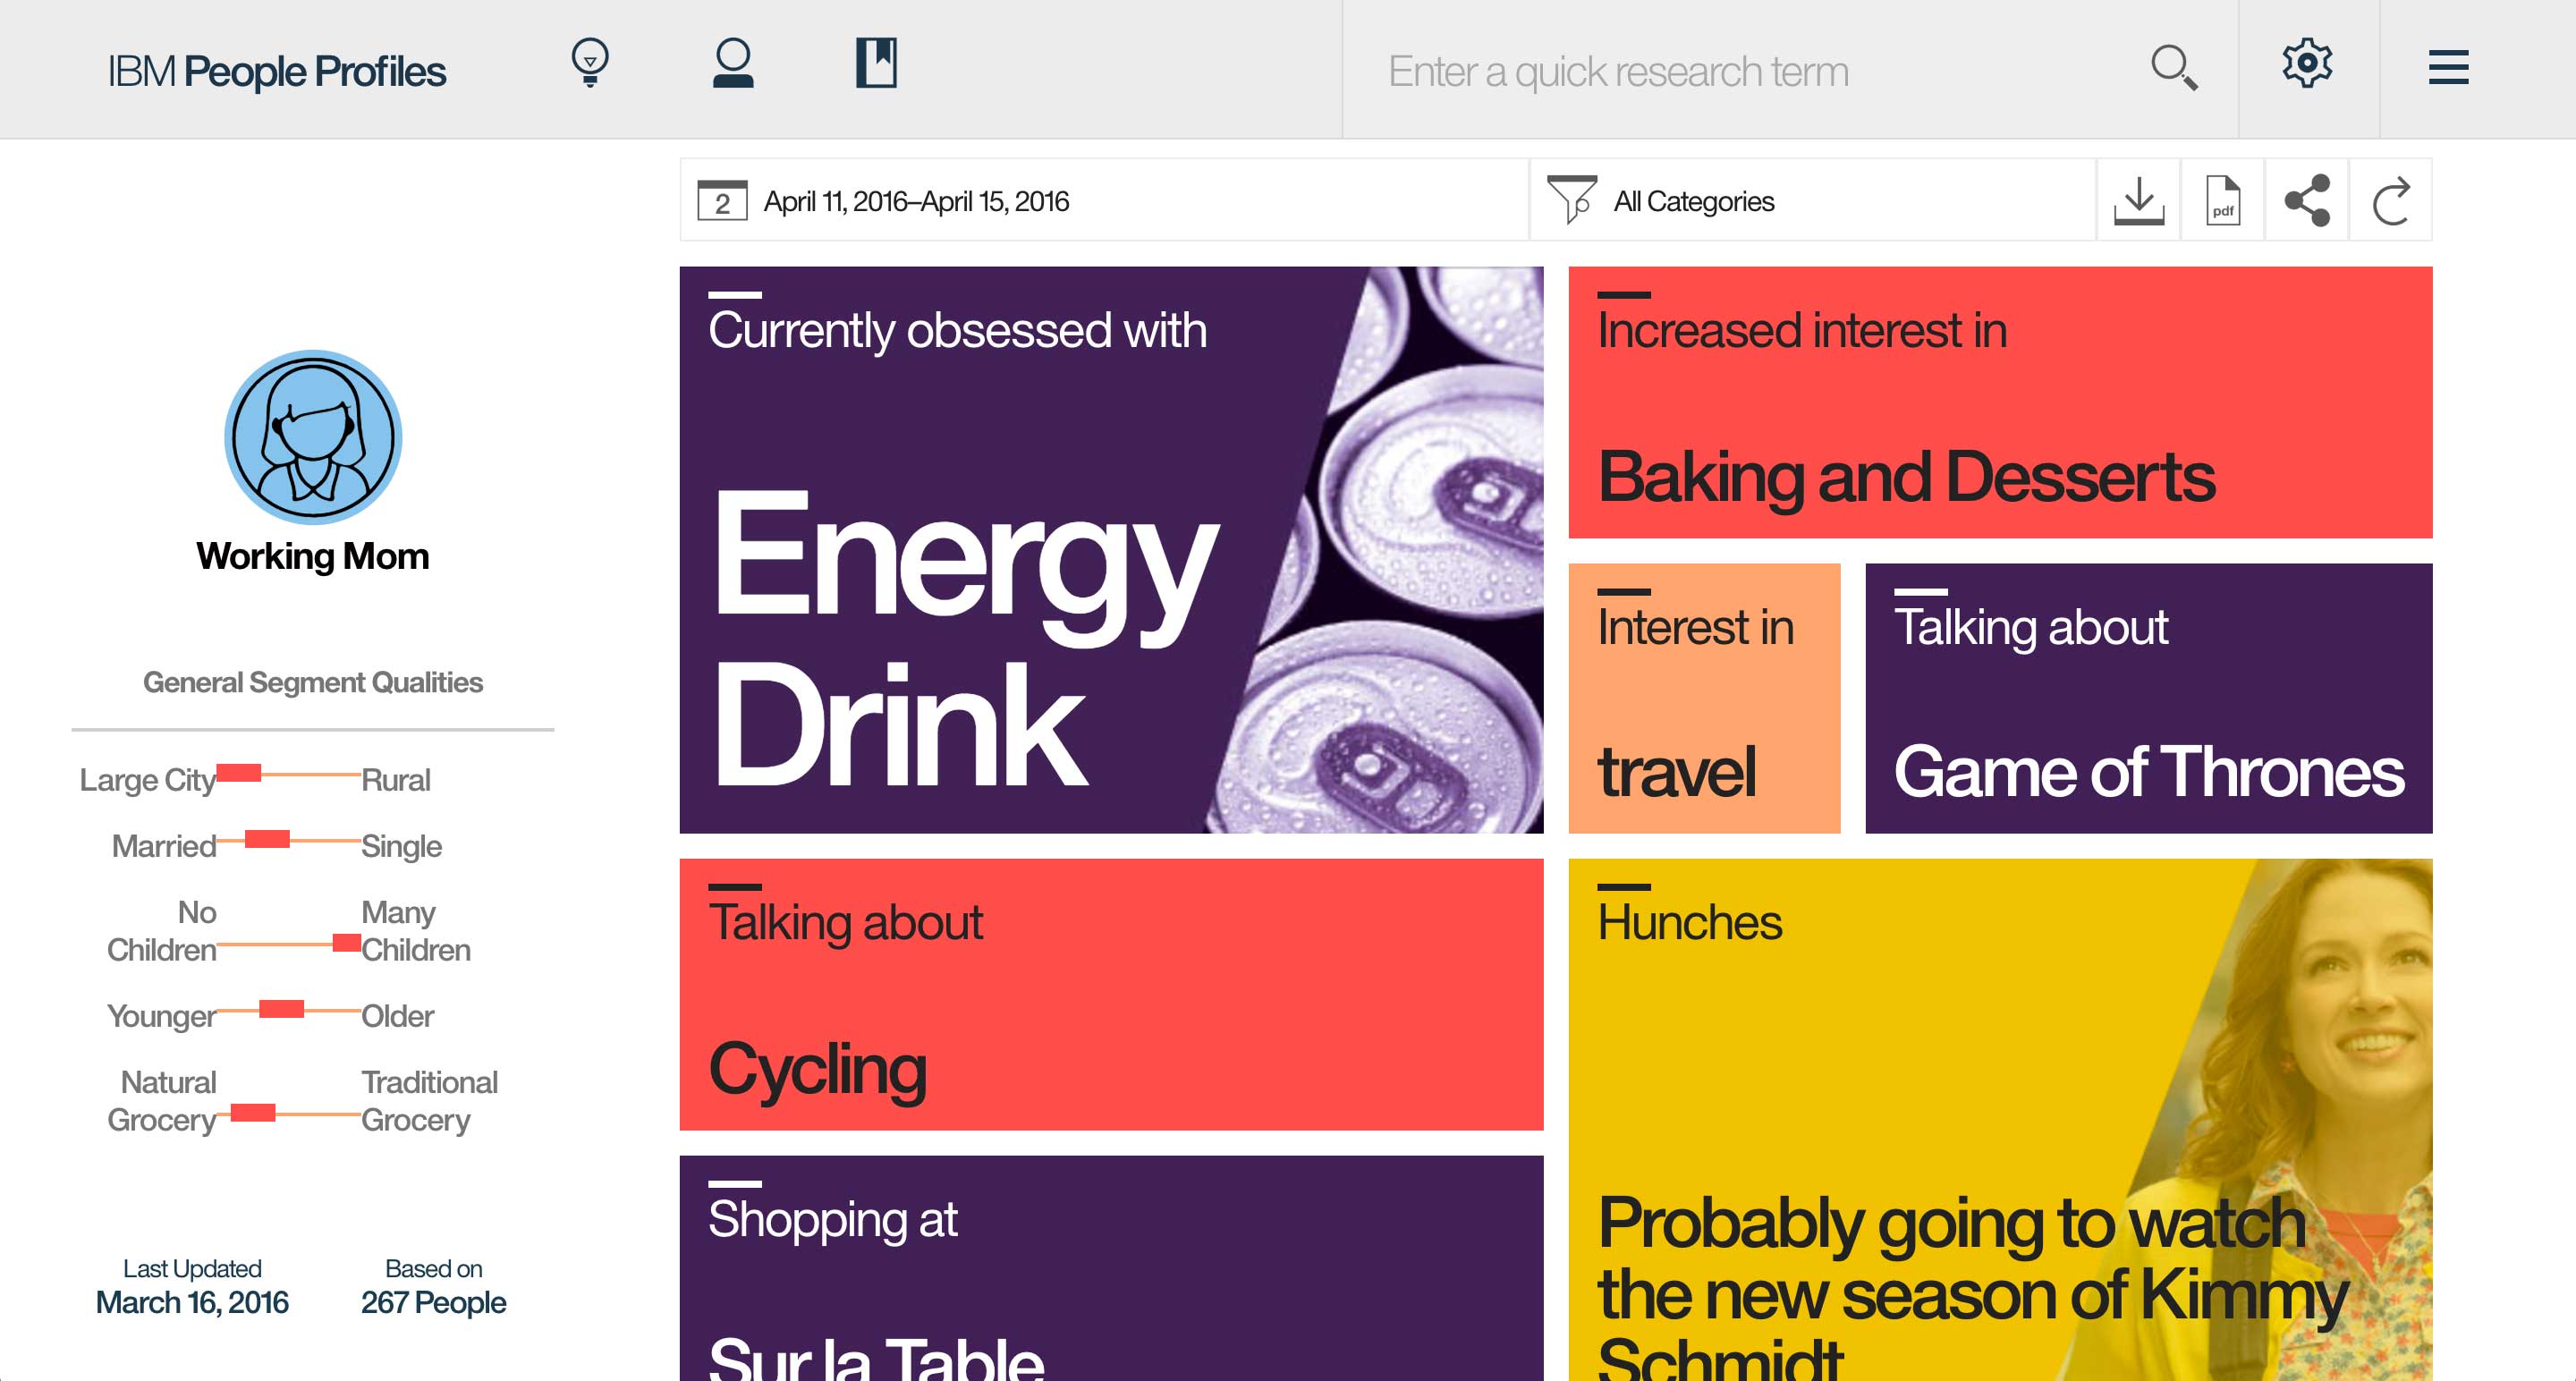 IBM People Profiles
Enter a quick research term
2
April 11, 2016–April 15, 2016
All Categories
pdf
Working Mom
General Segment Qualities
Large City
Rural
Married
Single
No
Children
Many
Children
Younger
Older
Natural
Grocery
Traditional
Grocery
Last Updated
March 16, 2016
Based on
267 People
Currently obsessed with
Energy
Drink
Increased interest in
Baking and Desserts
Interest in
travel
Talking about
Game of Thrones
Talking about
Cycling
Hunches
Probably going to watch
the new season of Kimmy
Schmidt
Shopping at
Sur la Table